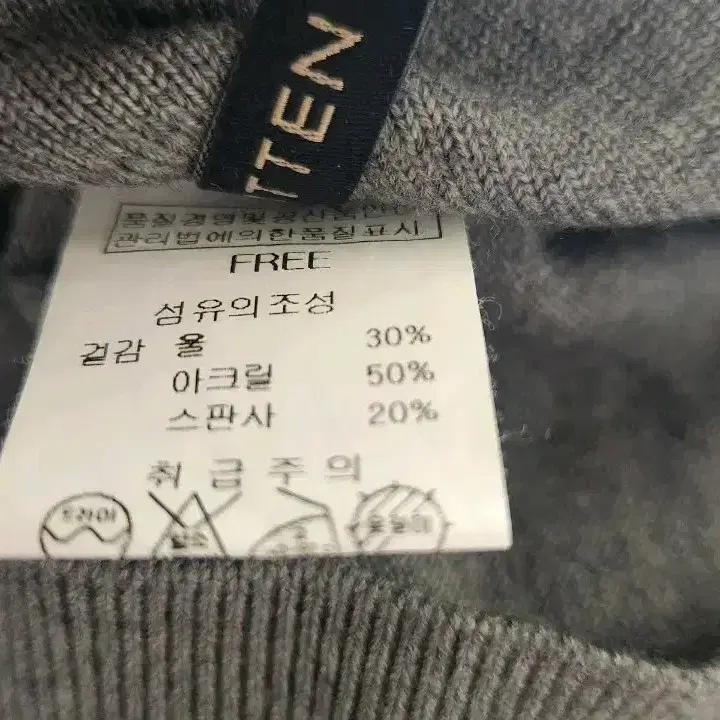 TTEN
품질경영및공산품안
관리법에의한품질표시
FREE
섬유의조성
겉감 울 30%
아크릴 50%
스판사 20%
취급주의
드라이